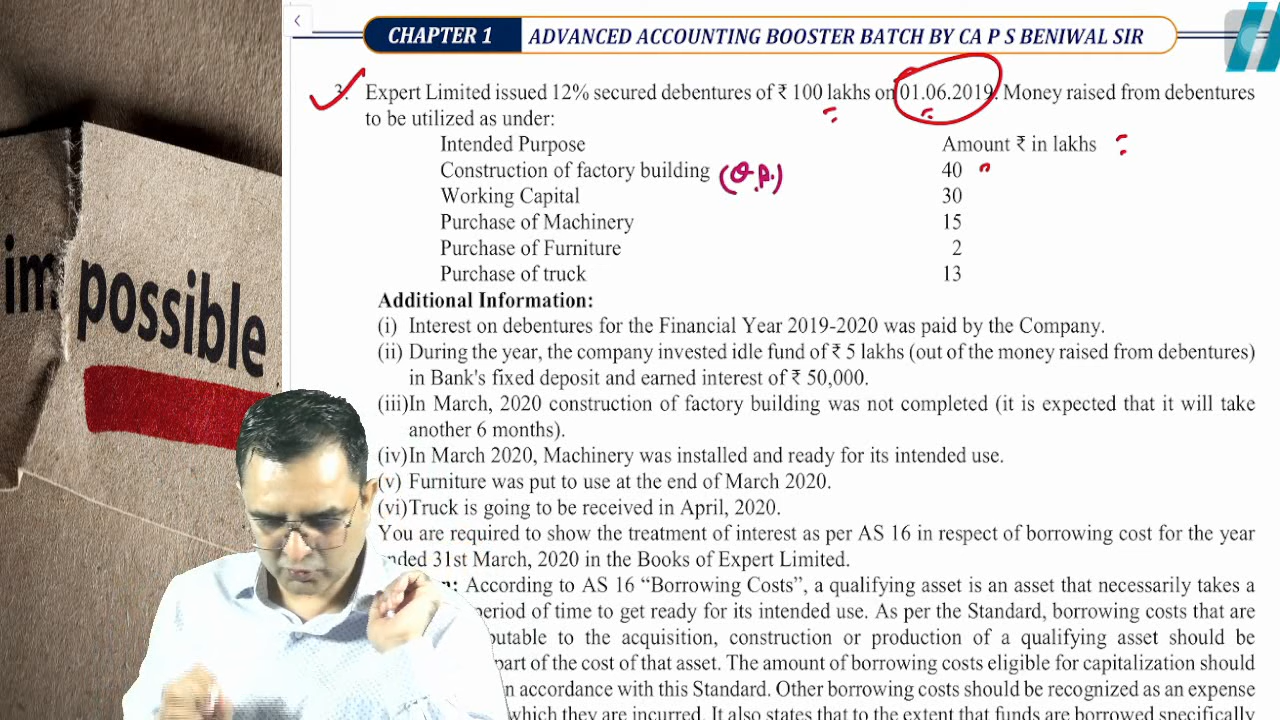 impossible
CHAPTER 1 ADVANCED ACCOUNTING BOOSTER BATCH BY CA P S BENIWAL SIR
3. Expert Limited issued 12% secured debentures of ₹ 100 lakhs on 01.06.2019. Money raised from debentures
to be utilized as under:
Intended Purpose Amount ₹ in lakhs
Construction of factory building (Q.A.) 40
Working Capital 30
Purchase of Machinery 15
Purchase of Furniture 2
Purchase of truck 13
Additional Information:
(i) Interest on debentures for the Financial Year 2019-2020 was paid by the Company.
(ii) During the year, the company invested idle fund of ₹ 5 lakhs (out of the money raised from debentures)
in Bank's fixed deposit and earned interest of ₹ 50,000.
(iii)In March, 2020 construction of factory building was not completed (it is expected that it will take
another 6 months).
(iv)In March 2020, Machinery was installed and ready for its intended use.
(v) Furniture was put to use at the end of March 2020.
(vi)Truck is going to be received in April, 2020.
You are required to show the treatment of interest as per AS 16 in respect of borrowing cost for the year
nded 31st March, 2020 in the Books of Expert Limited.
n: According to AS 16 “Borrowing Costs”, a qualifying asset is an asset that necessarily takes a
period of time to get ready for its intended use. As per the Standard, borrowing costs that are
butable to the acquisition, construction or production of a qualifying asset should be
part of the cost of that asset. The amount of borrowing costs eligible for capitalization should
n accordance with this Standard. Other borrowing costs should be recognized as an expense
which they are incurred. It also states that to the extent that funds are borrowed specifically